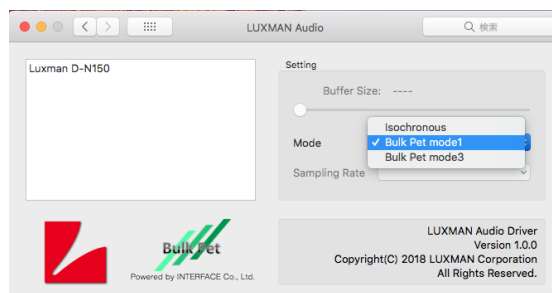 LUXMAN Audio
検索
Luxman D-N150
Setting
Buffer Size: ----
Isochronous
Mode ✓ Bulk Pet mode1
Bulk Pet mode3
Sampling Rate
Bulk Pet
Powered by INTERFACE Co., Ltd.
LUXMAN Audio Driver
Version 1.0.0
Copyright(C) 2018 LUXMAN Corporation
All Rights Reserved.